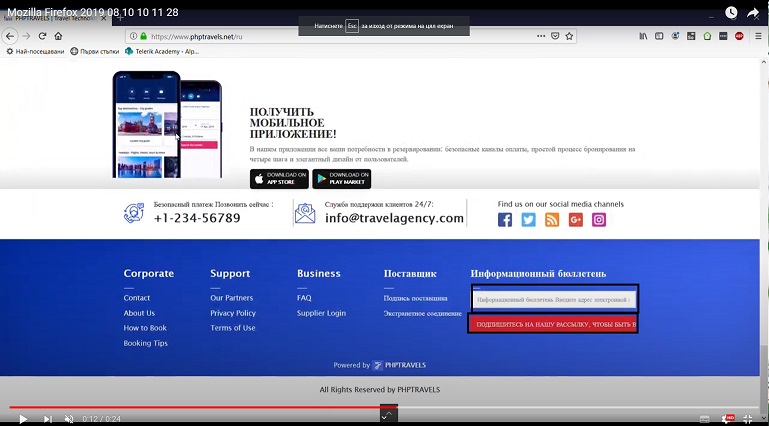 Mozilla Firefox 2019 08 10 10 11 28
Натиснете Esc за изход от режима на цял екран
https://www.phptravels.net/ru
Най-посещавани Първи стъпки Telerik Academy - Alp...
ПОЛУЧИТЬ
МОБИЛЬНОЕ
ПРИЛОЖЕНИЕ!
В нашем приложении все ваши потребности в резервировании: безопасные каналы оплаты, простой процесс бронирования на
четыре шага и элегантный дизайн от пользователей.
DOWNLOAD ON
APP STORE
DOWNLOAD ON
PLAY MARKET
Безопасный платеж Позвонить сейчас :
+1-234-56789
Служба поддержки клиентов 24/7:
info@travelagency.com
Find us on our social media channels
Corporate
Contact
About Us
How to Book
Booking Tips
Support
Our Partners
Privacy Policy
Terms of Use
Business
FAQ
Supplier Login
Поставщик
Подпись поставщика
Экстранетное соединение
Информационный бюллетень
Информационный бюллетень Введите адрес электронной
ПОДПИШИТЕСЬ НА НАШУ РАССЫЛКУ, ЧТОБЫ БЫТЬ В
Powered by PHPTRAVELS
All Rights Reserved by PHPTRAVELS
0:12 / 0:24
HD